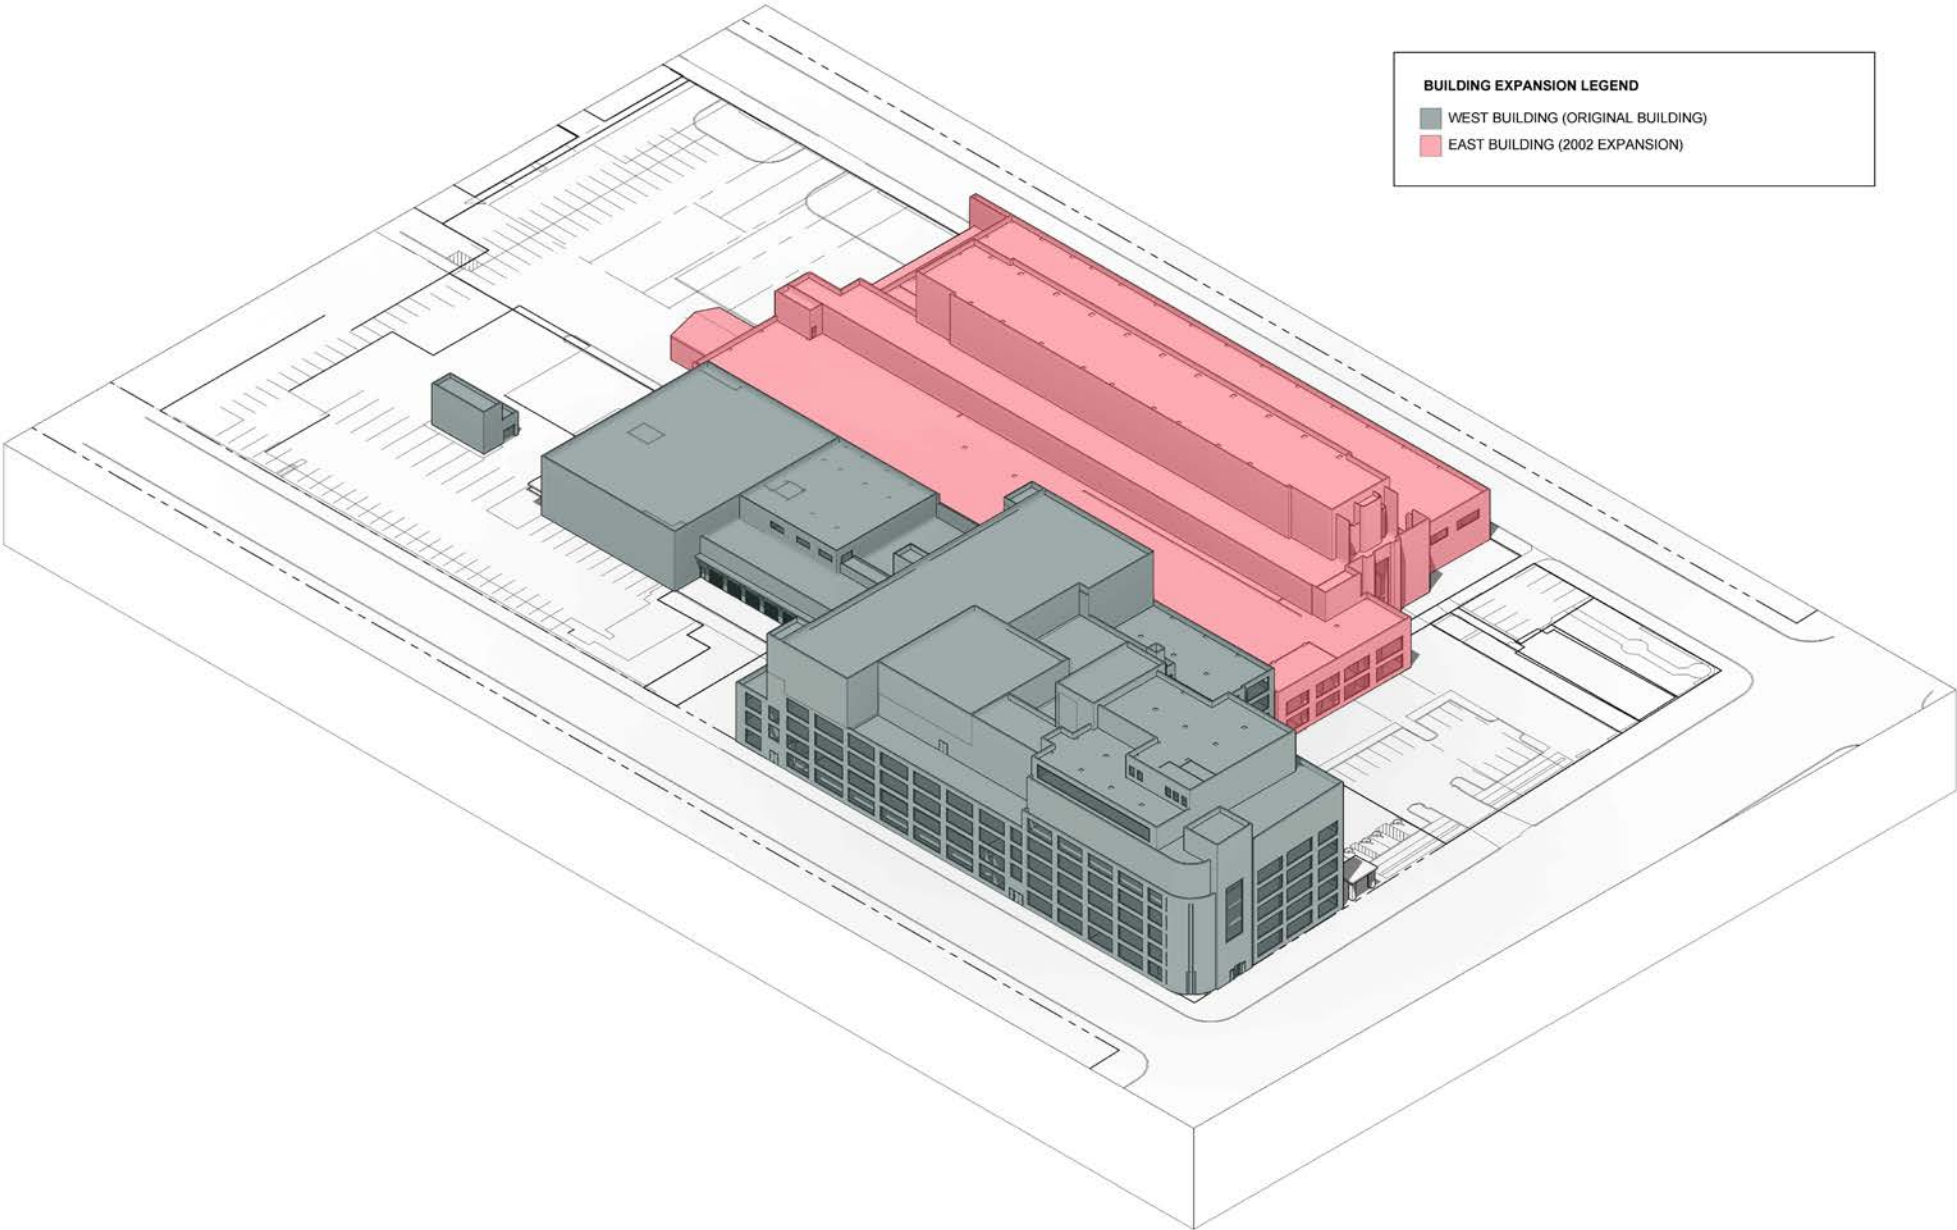 BUILDING EXPANSION LEGEND
WEST BUILDING (ORIGINAL BUILDING)
EAST BUILDING (2002 EXPANSION)